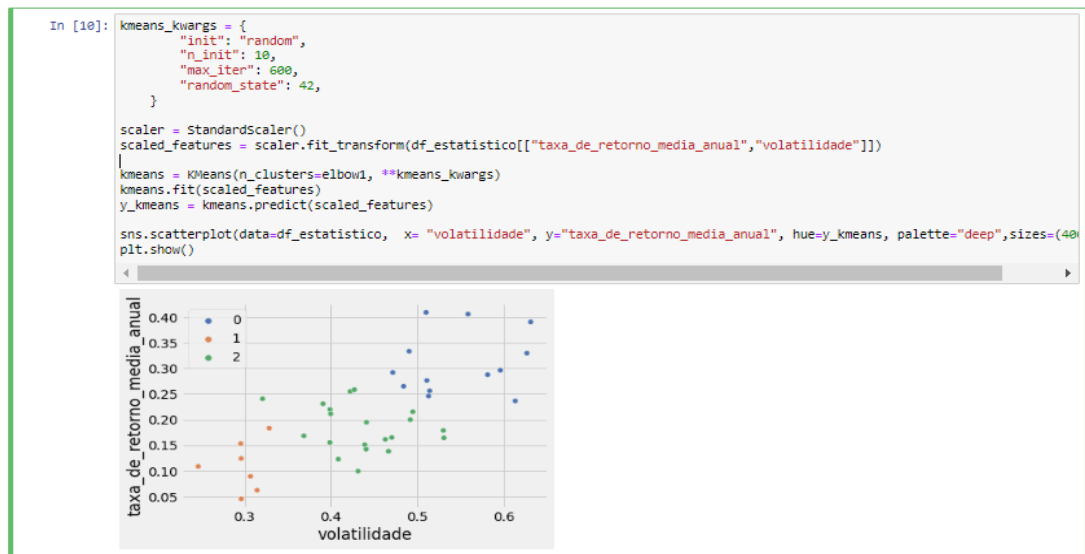 In [10]: kmeans_kwargs = {
"init": "random",
"n_init": 10,
"max_iter": 600,
"random_state": 42,
}
scaler = StandardScaler()
scaled_features = scaler.fit_transform(df_estatistico[["taxa_de_retorno_media_anual","volatilidade"]])
kmeans = KMeans(n_clusters=elbow1, **kmeans_kwargs)
kmeans.fit(scaled_features)
y_kmeans = kmeans.predict(scaled_features)
sns.scatterplot(data=df_estatistico, x= "volatilidade", y="taxa_de_retorno_media_anual", hue=y_kmeans, palette="deep",sizes=(40
plt.show()
taxa_de_retorno_media_anual
0.40
0.35
0.30
0.25
0.20
0.15
0.10
0.05
0
1
2
0.3 0.4 0.5 0.6
volatilidade